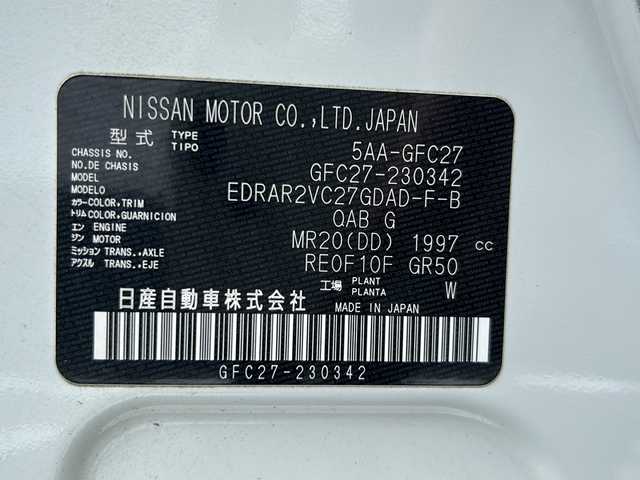 NISSAN MOTOR CO.,LTD.JAPAN
型式 TYPE TIPO 5AA-GFC27
CHASSIS NO. NO.DE CHASIS GFC27-230342
MODEL MODELO EDRAR2VC27GDAD-F-B
カラー COLOR,TRIM トリム COLOR,GUARNICION QAB G
エン ENGINE ジン MOTOR MR20(DD) 1997 cc
ミッション TRANS.,AXLE アクスル TRANS.,EJE RE0F10F GR50
工場 PLANT PLANTA W
日産自動車株式会社 MADE IN JAPAN
GFC27-230342